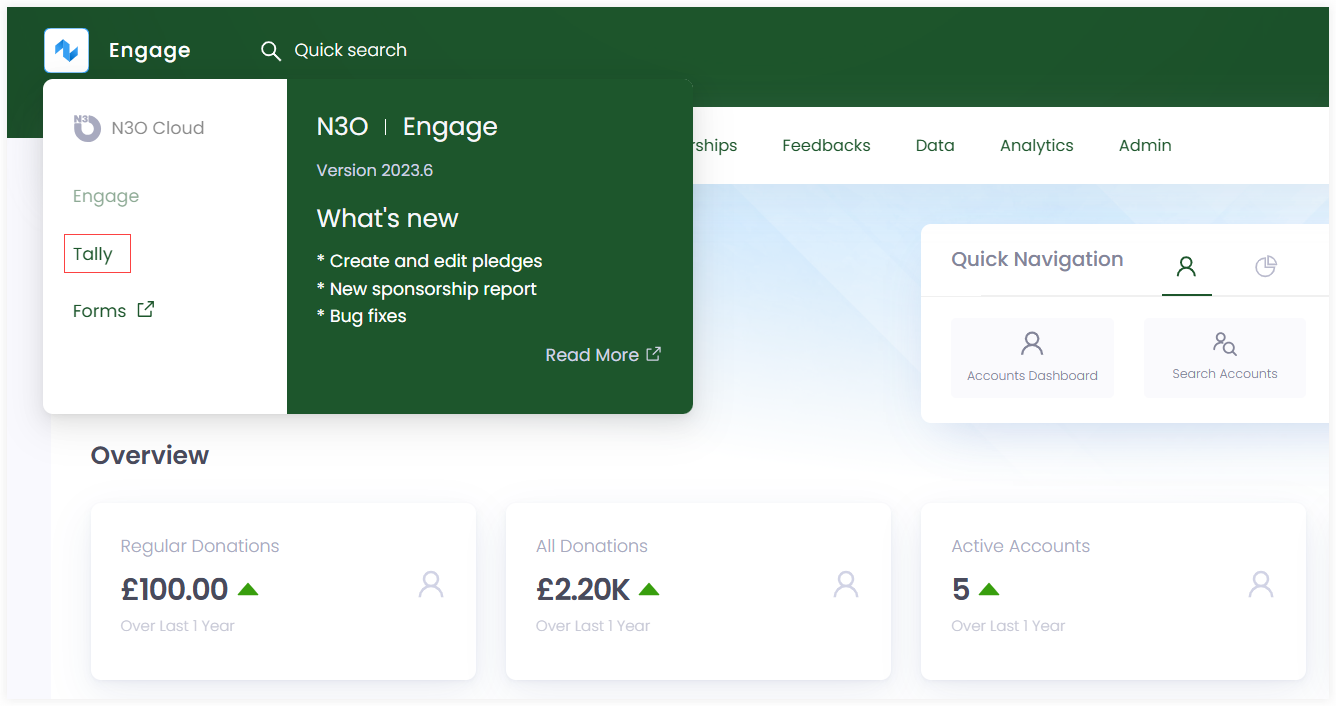 Engage
Quick search
N3O
N3O Cloud
Engage
Tally
Forms
N3O | Engage
Version 2023.6
What's new
* Create and edit pledges
* New sponsorship report
* Bug fixes
Read More
rships Feedbacks Data Analytics Admin
Quick Navigation
Accounts Dashboard
Search Accounts
Overview
Regular Donations
£100.00
Over Last 1 Year
All Donations
£2.20K
Over Last 1 Year
Active Accounts
5
Over Last 1 Year